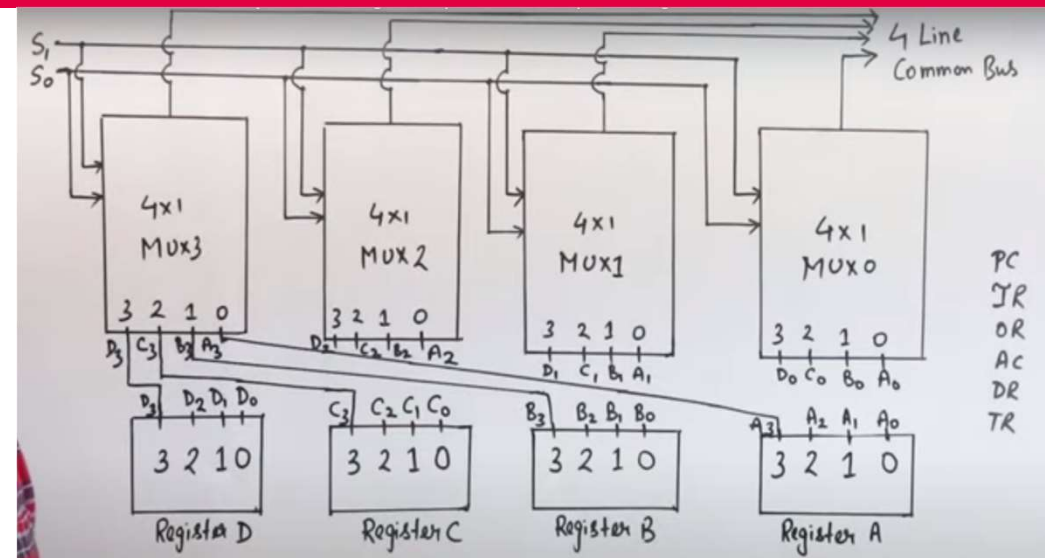 4 Line
Common Bus
S₁
S₀
4x1
MUX3
4x1
MUX2
4x1
MUX1
4x1
MUX0
3 2 1 0
3 2 1 0
3 2 1 0
3 2 1 0
D₃ C₃ B₃ A₃
D₂ C₂ B₂ A₂
D₁ C₁ B₁ A₁
D₀ C₀ B₀ A₀
D₃ D₂ D₁ D₀
C₃ C₂ C₁ C₀
B₃ B₂ B₁ B₀
A₃ A₂ A₁ A₀
3 2 1 0
3 2 1 0
3 2 1 0
3 2 1 0
Register D
Register C
Register B
Register A
PC
IR
OR
AC
DR
TR